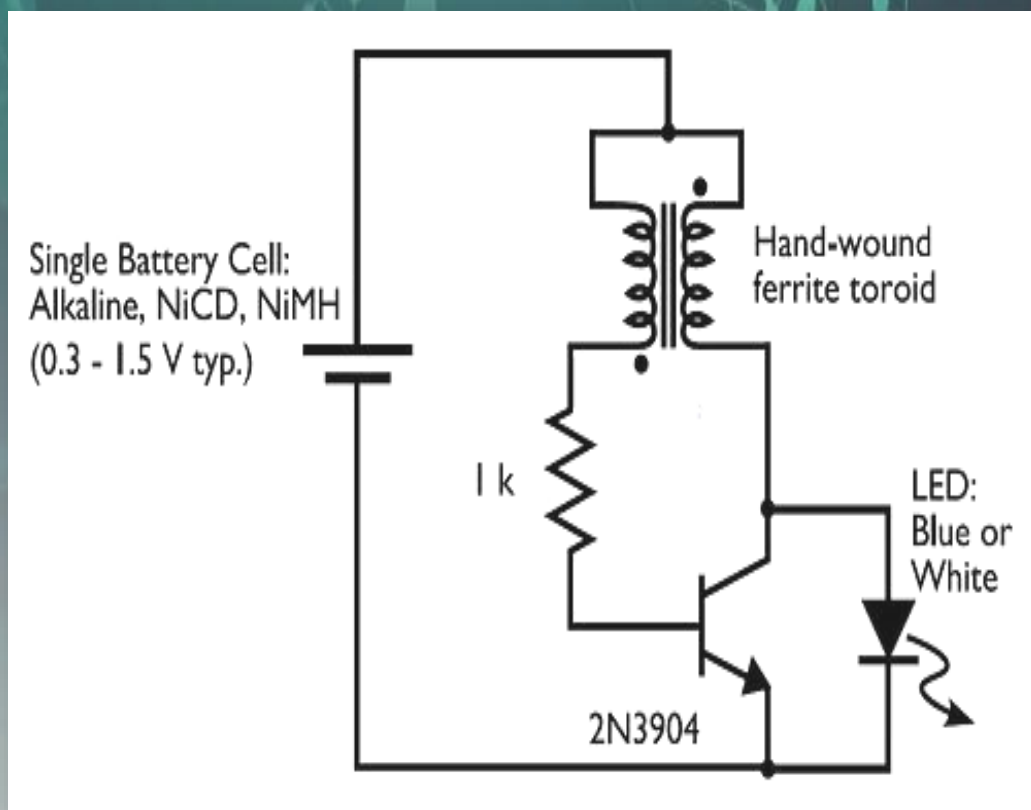 Single Battery Cell:
Alkaline, NiCD, NiMH
(0.3 - 1.5 V typ.)
Hand-wound
ferrite toroid
1 k
LED:
Blue or
White
2N3904